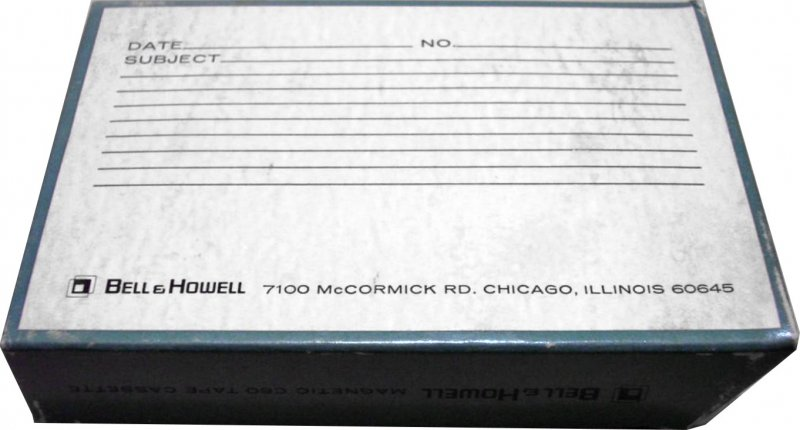 DATE NO.
SUBJECT
BELL & HOWELL 7100 McCORMICK RD. CHICAGO, ILLINOIS 60645
BELL & HOWELL MAGNETIC C60 TAPE CASSETTE